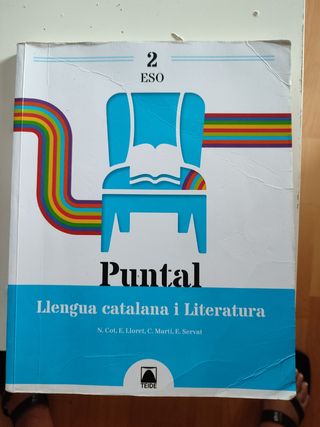 2
ESO
Puntal
Llengua catalana i Literatura
N. Cot, E. Lloret, C. Martí, E. Servat
TEIDE